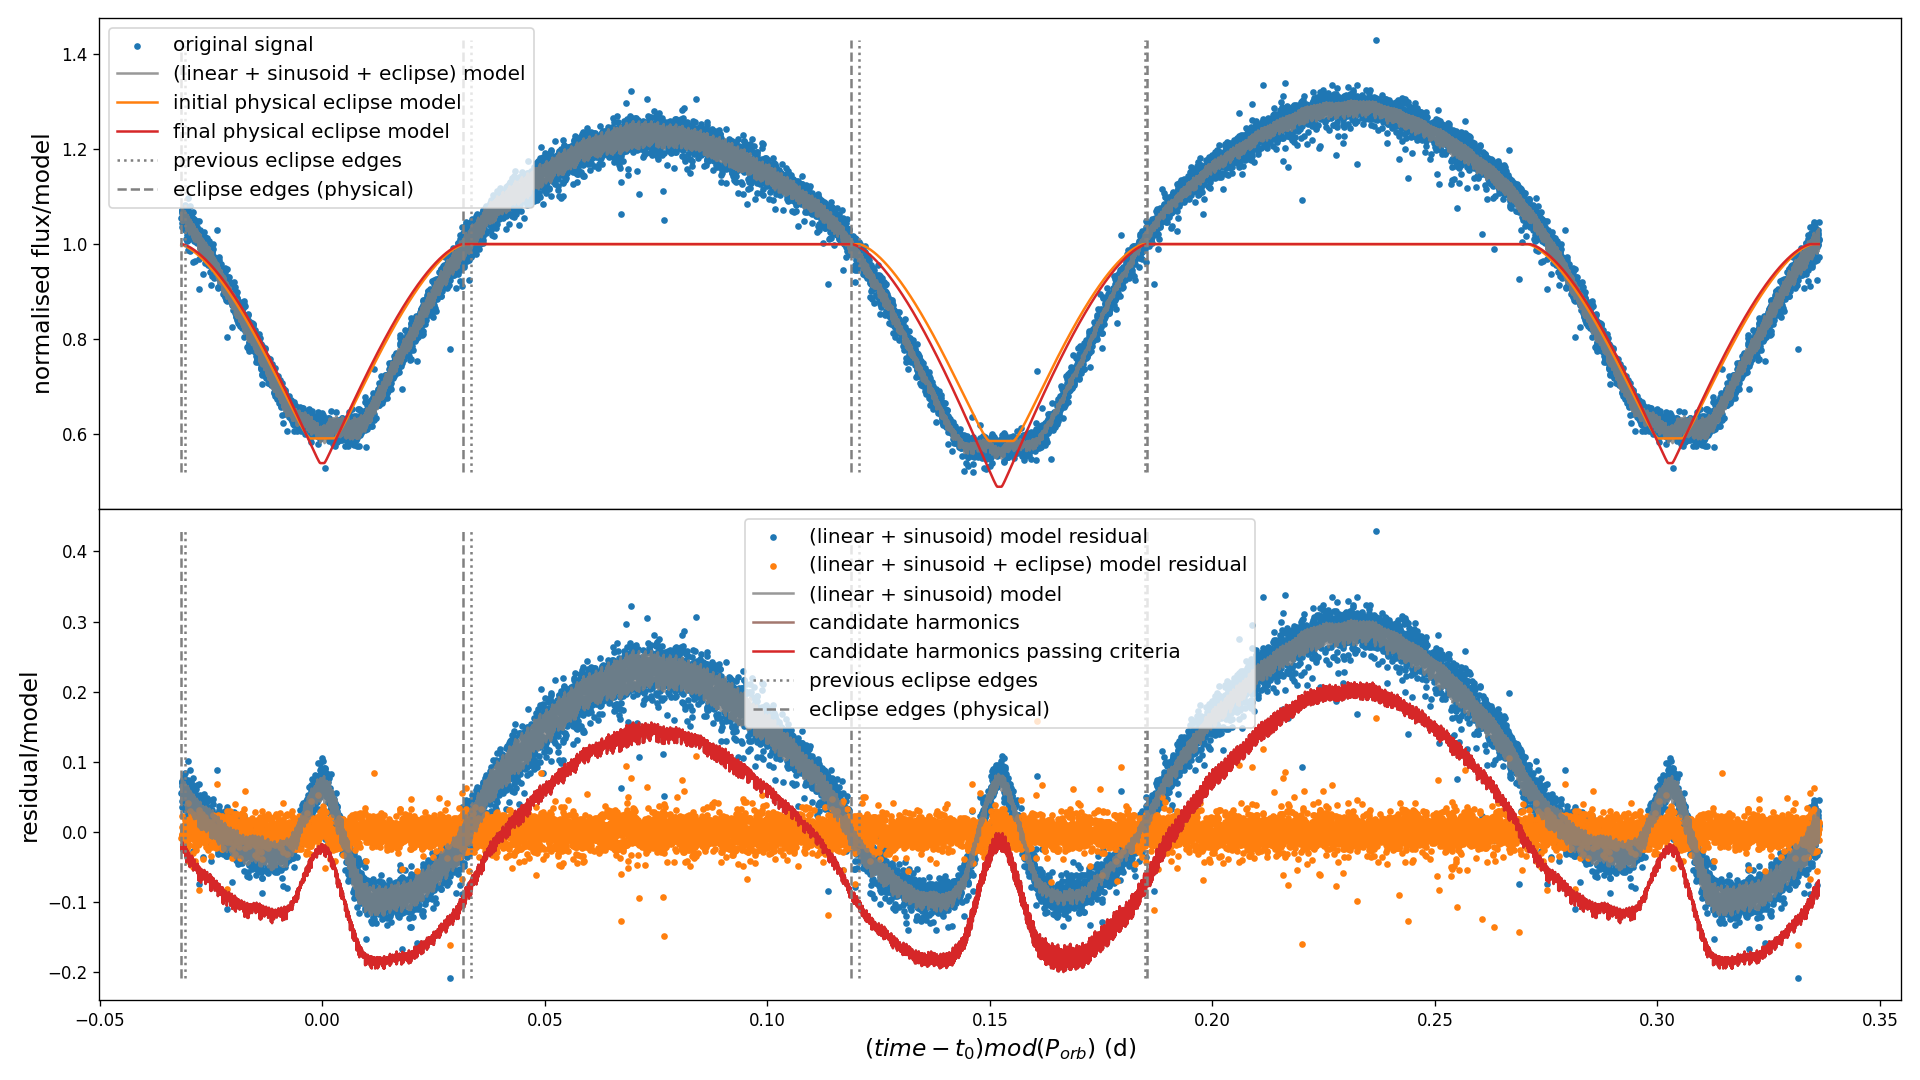 original signal
(linear + sinusoid + eclipse) model
initial physical eclipse model
final physical eclipse model
previous eclipse edges
eclipse edges (physical)
1.4
1.2
1.0
0.8
0.6
normalised flux/model
(linear + sinusoid) model residual
(linear + sinusoid + eclipse) model residual
(linear + sinusoid) model
candidate harmonics
candidate harmonics passing criteria
previous eclipse edges
eclipse edges (physical)
0.4
0.3
0.2
0.1
0.0
−0.1
−0.2
residual/model
−0.05 0.00 0.05 0.10 0.15 0.20 0.25 0.30 0.35
(time − t₀)mod(Pₒᵣb) (d)